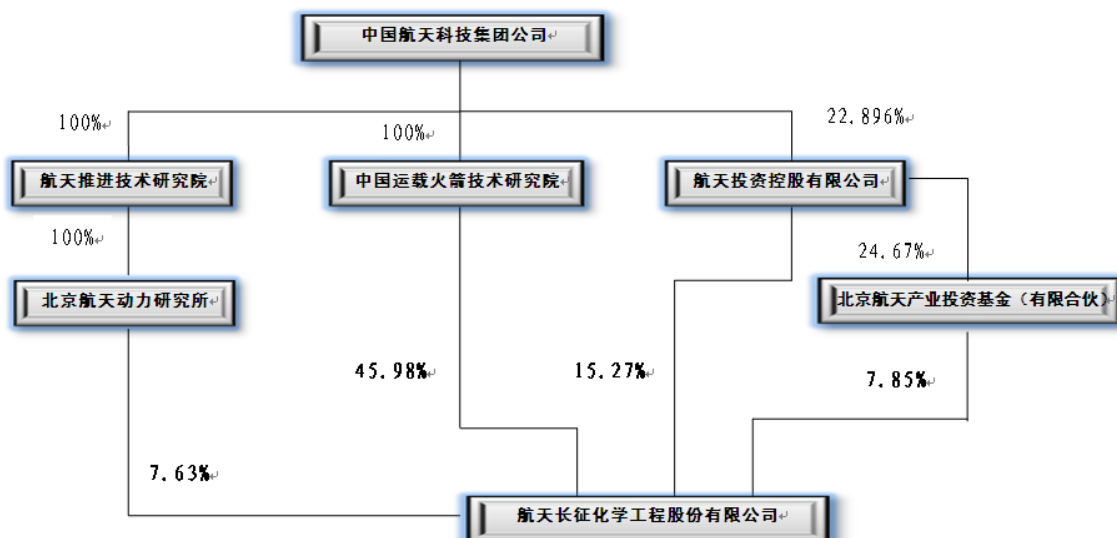 中国航天科技集团公司
100%
100%
22.896%
航天推进技术研究院
中国运载火箭技术研究院
航天投资控股有限公司
100%
24.67%
北京航天动力研究所
北京航天产业投资基金（有限合伙）
45.98%
15.27%
7.85%
7.63%
航天长征化学工程股份有限公司